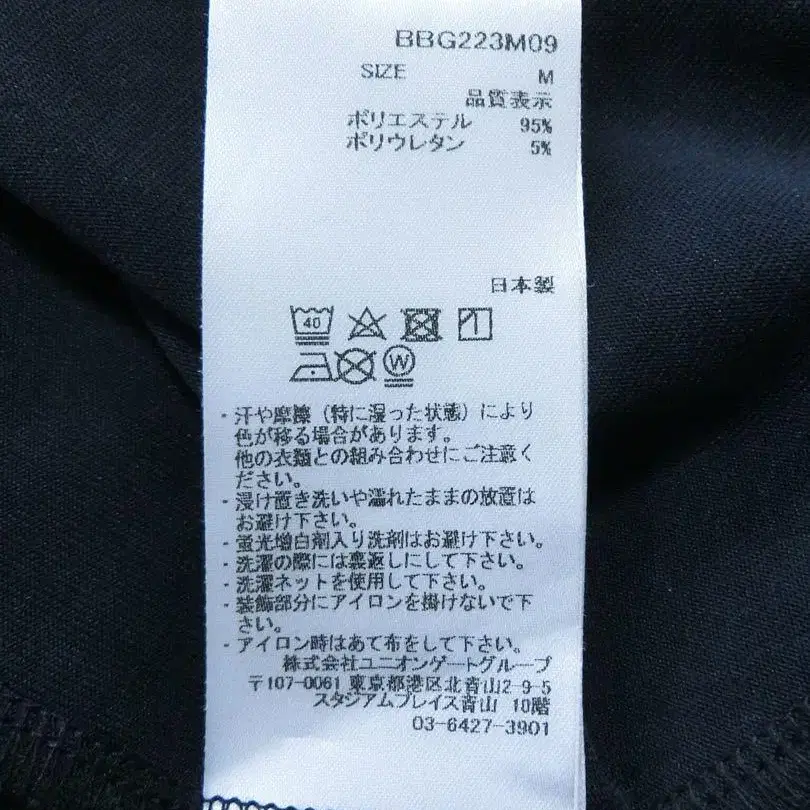 BBG223M09
SIZE M
品質表示
ポリエステル 95%
ポリウレタン 5%
日本製
40
W
・汗や摩擦（特に湿った状態）により
色が移る場合があります。
他の衣類との組み合わせにご注意く
ださい。
・浸け置き洗いや濡れたままの放置は
お避け下さい。
・蛍光増白剤入り洗剤はお避け下さい。
・洗濯の際には裏返しにして下さい。
・洗濯ネットを使用して下さい。
・装飾部分にアイロンを掛けないで下
さい。
・アイロン時はあて布をして下さい。
株式会社ユニオンゲートグループ
〒107-0061 東京都港区北青山2-9-5
スタジアムプレイス青山 10階
03-6427-3901